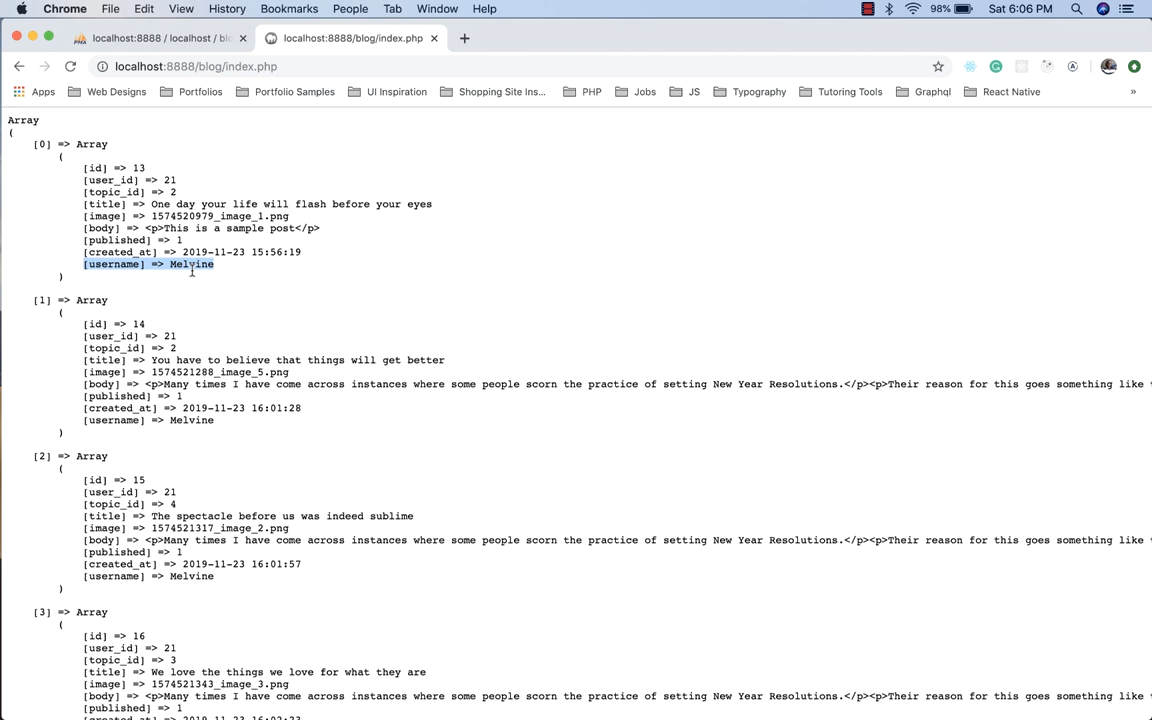 Chrome File Edit View History Bookmarks People Tab Window Help 98% Sat 6:06 PM
localhost:8888 / localhost / blo localhost:8888/blog/index.php
localhost:8888/blog/index.php
Apps Web Designs Portfolios Portfolio Samples UI Inspiration Shopping Site Ins... PHP Jobs JS Typography Tutoring Tools Graphql React Native »
Array
(
[0] => Array
(
[id] => 13
[user_id] => 21
[topic_id] => 2
[title] => One day your life will flash before your eyes
[image] => 1574520979_image_1.png
[body] => <p>This is a sample post</p>
[published] => 1
[created_at] => 2019-11-23 15:56:19
[username] => Melvine
)
[1] => Array
(
[id] => 14
[user_id] => 21
[topic_id] => 2
[title] => You have to believe that things will get better
[image] => 1574521288_image_5.png
[body] => <p>Many times I have come across instances where some people scorn the practice of setting New Year Resolutions.</p><p>Their reason for this goes something like
[published] => 1
[created_at] => 2019-11-23 16:01:28
[username] => Melvine
)
[2] => Array
(
[id] => 15
[user_id] => 21
[topic_id] => 4
[title] => The spectacle before us was indeed sublime
[image] => 1574521317_image_2.png
[body] => <p>Many times I have come across instances where some people scorn the practice of setting New Year Resolutions.</p><p>Their reason for this goes something like
[published] => 1
[created_at] => 2019-11-23 16:01:57
[username] => Melvine
)
[3] => Array
(
[id] => 16
[user_id] => 21
[topic_id] => 3
[title] => We love the things we love for what they are
[image] => 1574521343_image_3.png
[body] => <p>Many times I have come across instances where some people scorn the practice of setting New Year Resolutions.</p><p>Their reason for this goes something like
[published] => 1
[created_at] => 2019-11-23 16:02:23